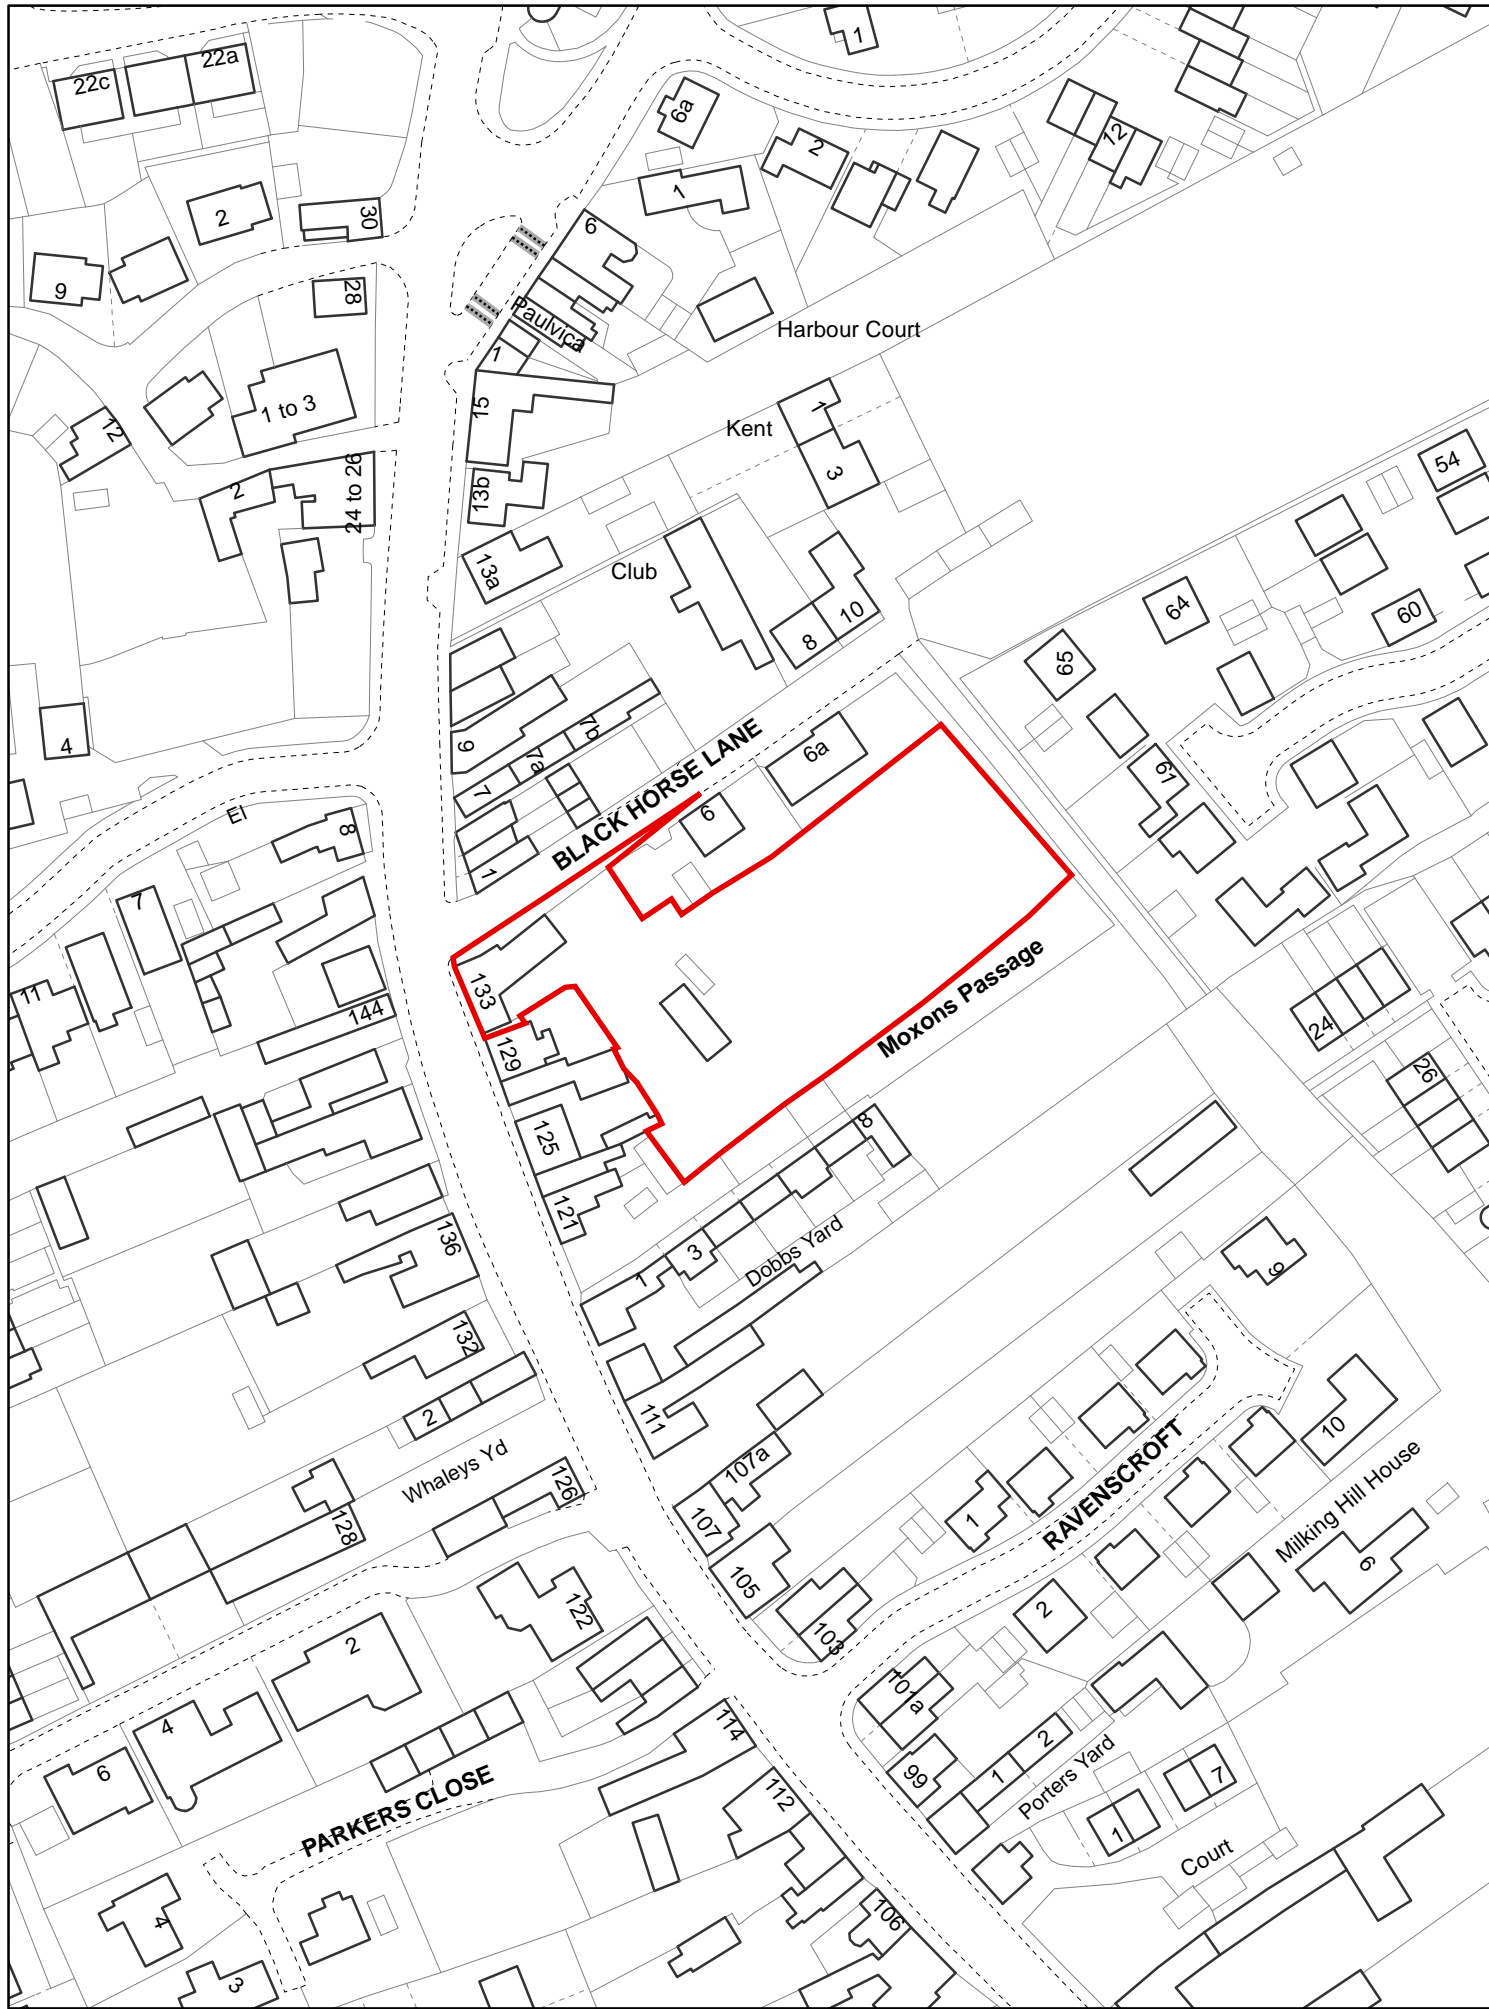 22c
22a
1
6a
2
12
1
2
30
6
9
28
Paulvica
Harbour Court
1
1 to 3
15
12
Kent
1
3
2
24 to 26
13b
54
13a
Club
64
60
10
8
65
4
9
7b
7a
7
6a
61
BLACK HORSE LANE
El
8
6
1
7
133
11
144
Moxons Passage
24
129
26
125
8
121
136
3
Dobbs Yard
1
9
132
2
111
10
Whaleys Yd
107a
RAVENSCROFT
126
Milking Hill House
128
107
1
6
105
122
2
2
103
101a
4
114
2
6
Porters Yard
99
1
7
PARKERS CLOSE
112
1
Court
4
106
3